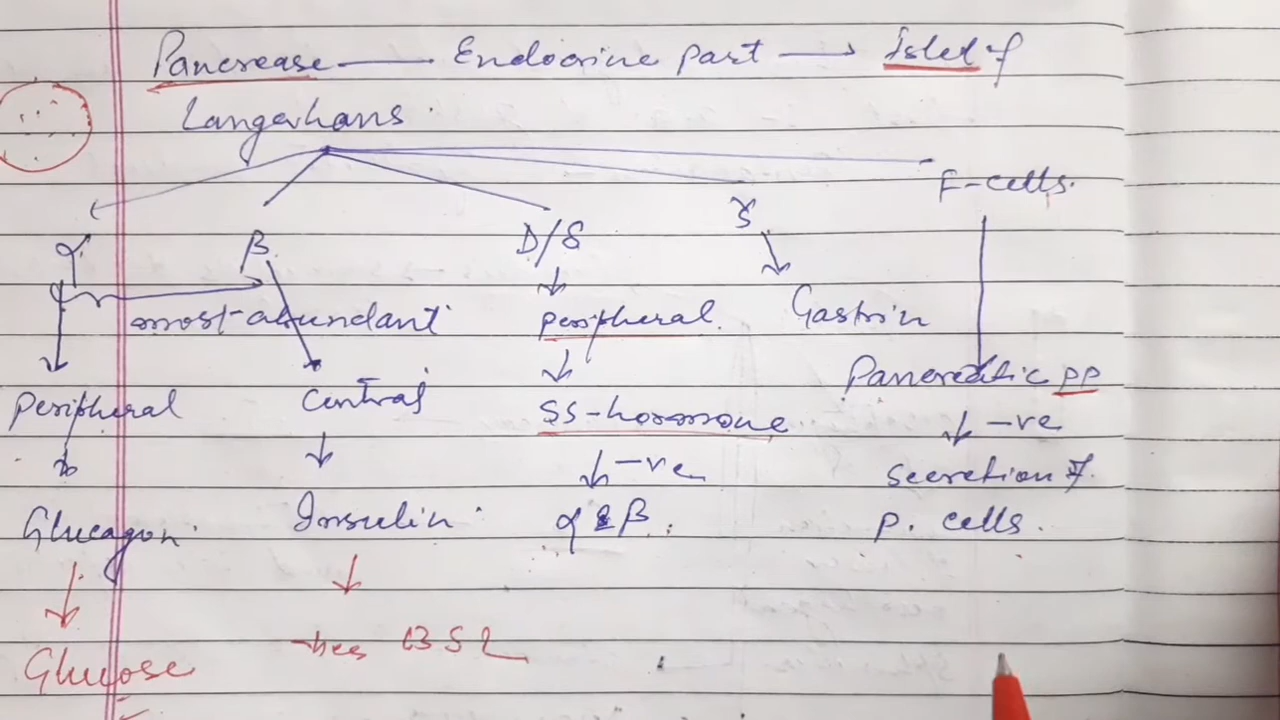 Pancrease — Endocrine part → Islet of
Langerhans.
F-cells.
α β D/δ γ
most-abundant peripheral. Gastrin
Pancreatic PP
Peripheral Central
SS-hormone -ve
-ve
Secretion of
Glucagon. Insulin. α & β. P. cells.
BSL
Glucose